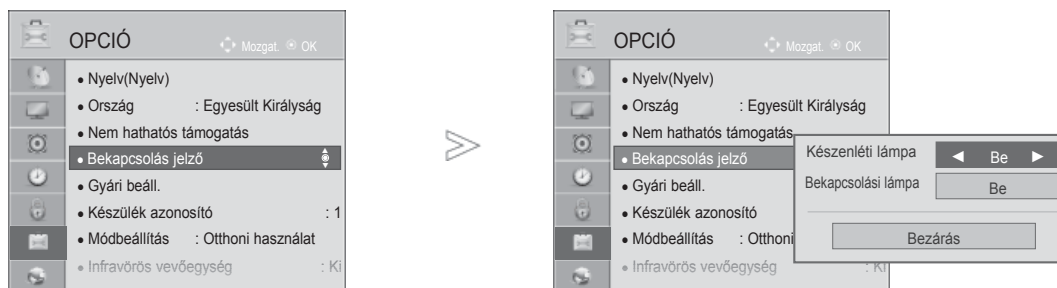 OPCIÓ Mozgat. OK
• Nyelv(Nyelv)
• Ország : Egyesült Királyság
• Nem hathatós támogatás
• Bekapcsolás jelző
• Gyári beáll.
• Készülék azonosító : 1
• Módbeállítás : Otthoni használat
• Infravörös vevőegység : Ki
OPCIÓ Mozgat. OK
• Nyelv(Nyelv)
• Ország : Egyesült Királyság
• Nem hathatós támogatás
• Bekapcsolás jelző
• Gyári beáll.
• Készülék azonosító
• Módbeállítás : Otthoni
• Infravörös vevőegység : Ki
Készenléti lámpa ◄ Be ►
Bekapcsolási lámpa Be
Bezárás